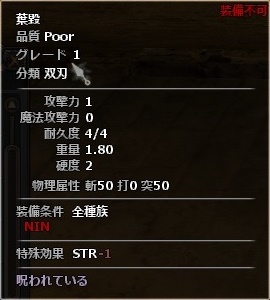 装備不可
葉毀
品質 Poor
グレード 1
分類 双刃
攻撃力 1
魔法攻撃力 0
耐久度 4/4
重量 1.80
硬度 2
物理属性 斬50 打0 突50
装備条件 全種族
NIN
特殊効果 STR-1
呪われている